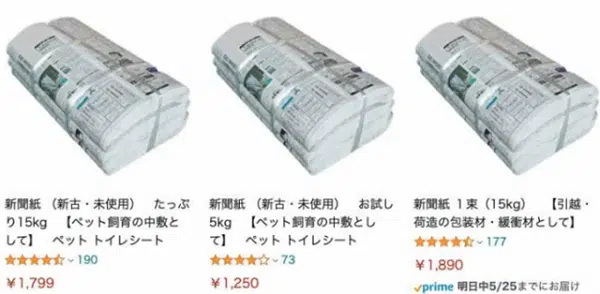 新聞紙 （新古・未使用） たっぷ
り15kg 【ペット飼育の中敷と
して】 ペット トイレシート
190
￥1,799
新聞紙 （新古・未使用） お試し
5kg 【ペット飼育の中敷とし
て】 ペット トイレシート
73
￥1,250
新聞紙 １束（15kg） 【引越・
荷造の包装材・緩衝材として】
177
￥1,890
prime 明日中5/25までにお届け